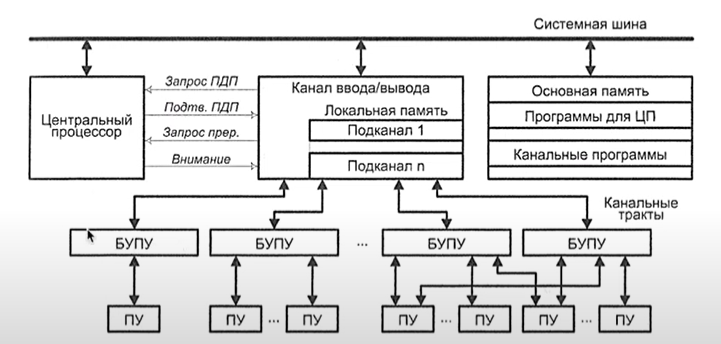 Системная шина
Центральный
процессор
Запрос ПДП
Подтв. ПДП
Запрос прер.
Внимание
Канал ввода/вывода
Локальная память
Подканал 1
Подканал n
Основная память
Программы для ЦП
Канальные программы
Канальные
тракты
БУПУ
БУПУ
...
БУПУ
БУПУ
ПУ
ПУ
...
ПУ
ПУ
...
ПУ
ПУ
...
ПУ